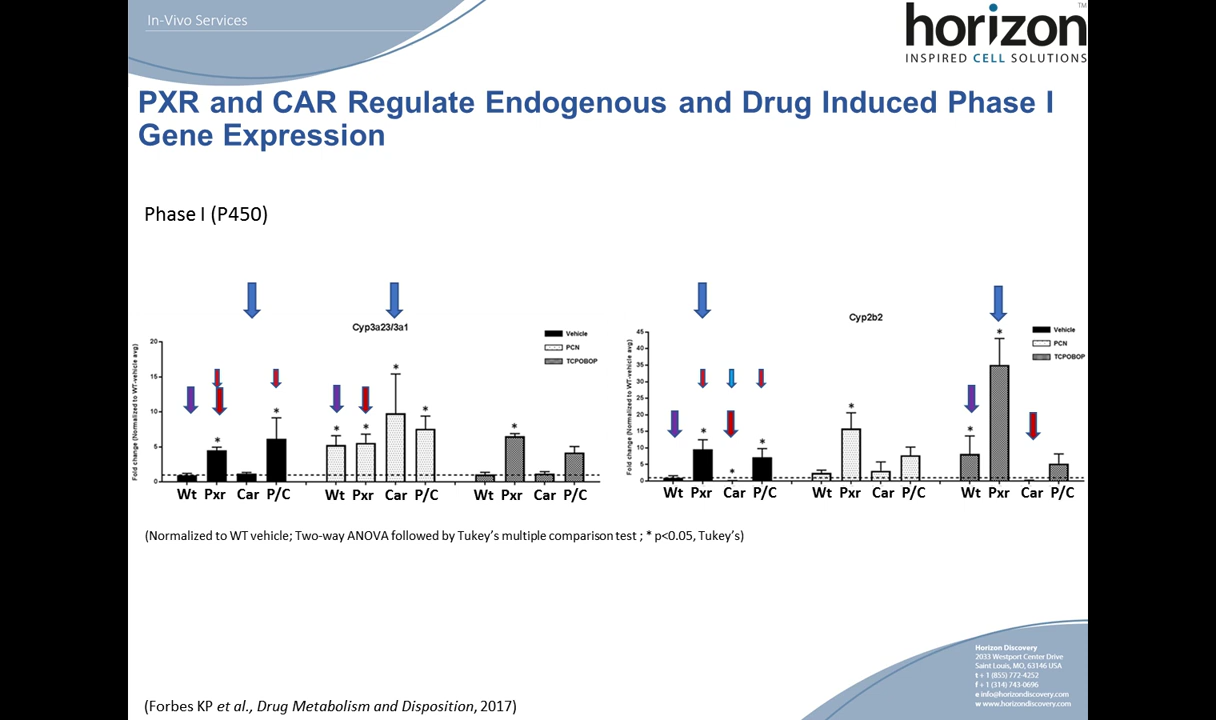 In-Vivo Services
horizon
TM
INSPIRED CELL SOLUTIONS
PXR and CAR Regulate Endogenous and Drug Induced Phase I
Gene Expression
Phase I (P450)
Cyp3a23/3a1
Vehicle
PCN
TCPOBOP
Fold change (Normalized to WT-vehicle avg)
20
15
10
5
0
* * * * * * *
Wt Pxr Car P/C Wt Pxr Car P/C Wt Pxr Car P/C
Cyp2b2
Vehicle
PCN
TCPOBOP
Fold change (Normalized to WT-vehicle avg)
45
40
35
30
25
20
15
10
5
0
* * * * * *
Wt Pxr Car P/C Wt Pxr Car P/C Wt Pxr Car P/C
(Normalized to WT vehicle; Two-way ANOVA followed by Tukey's multiple comparison test ; * p<0.05, Tukey's)
Horizon Discovery
2033 Westport Center Drive
Saint Louis, MO, 63146 USA
t + 1 (855) 772-4252
f + 1 (314) 743-0696
e info@horizondiscovery.com
w www.horizondiscovery.com
(Forbes KP et al., Drug Metabolism and Disposition, 2017)